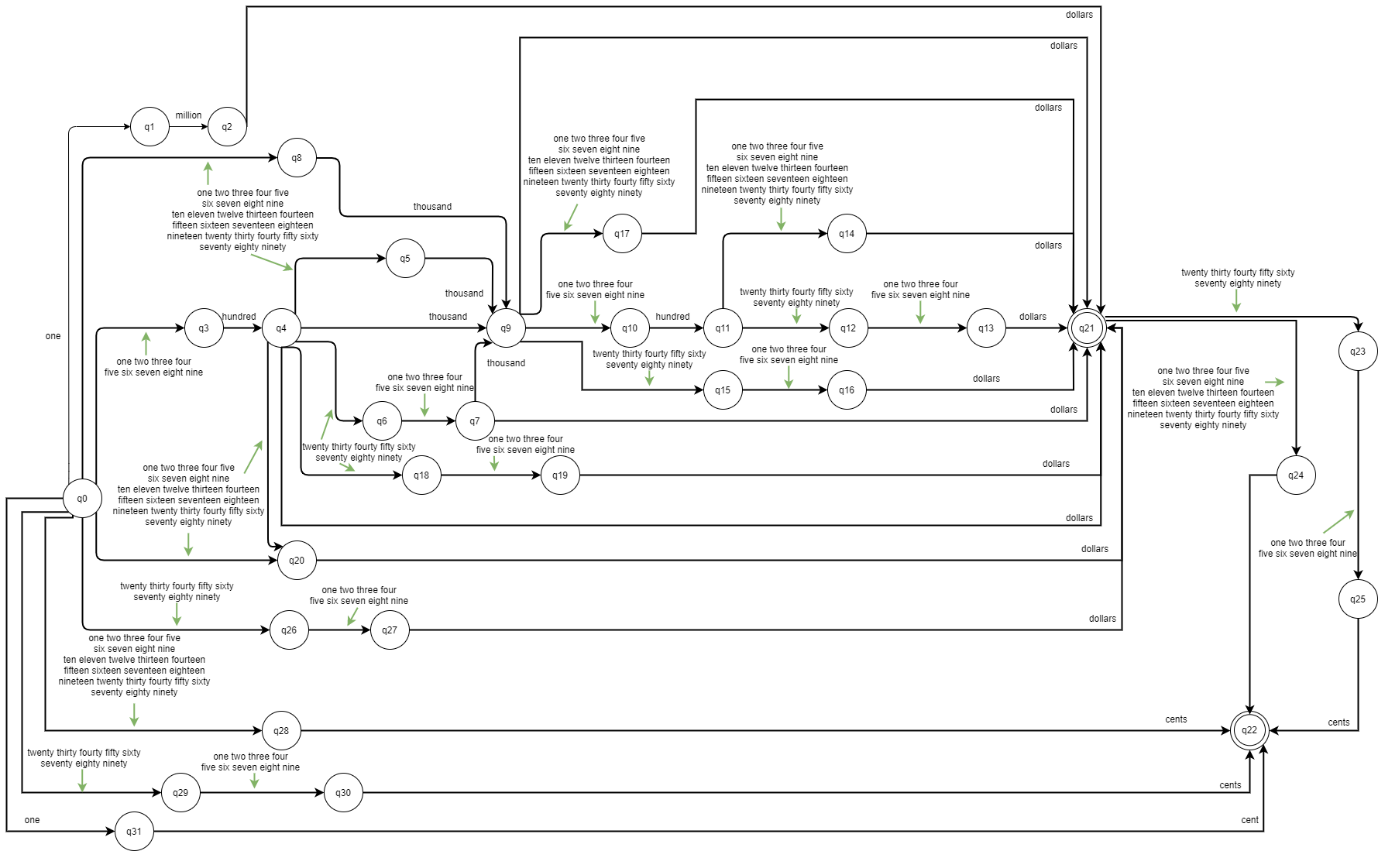 dollars
dollars
dollars
million
q1
q2
one two three four five
six seven eight nine
ten eleven twelve thirteen fourteen
fifteen sixteen seventeen eighteen
nineteen twenty thirty fourty fifty sixty
seventy eighty ninety
one two three four five
six seven eight nine
ten eleven twelve thirteen fourteen
fifteen sixteen seventeen eighteen
nineteen twenty thirty fourty fifty sixty
seventy eighty ninety
q8
one two three four five
six seven eight nine
ten eleven twelve thirteen fourteen
fifteen sixteen seventeen eighteen
nineteen twenty thirty fourty fifty sixty
seventy eighty ninety
thousand
q17
q14
dollars
q5
twenty thirty fourty fifty sixty
seventy eighty ninety
thousand
one two three four
five six seven eight nine
twenty thirty fourty fifty sixty
seventy eighty ninety
one two three four
five six seven eight nine
one
hundred
thousand
hundred
dollars
q3
q4
q9
q10
q11
q12
q13
q21
q23
one two three four
five six seven eight nine
thousand
twenty thirty fourty fifty sixty
seventy eighty ninety
one two three four
five six seven eight nine
one two three four five
six seven eight nine
ten eleven twelve thirteen fourteen
fifteen sixteen seventeen eighteen
nineteen twenty thirty fourty fifty sixty
seventy eighty ninety
one two three four
five six seven eight nine
q15
q16
dollars
q6
q7
dollars
twenty thirty fourty fifty sixty
seventy eighty ninety
one two three four
five six seven eight nine
q18
q19
dollars
q24
one two three four five
six seven eight nine
ten eleven twelve thirteen fourteen
fifteen sixteen seventeen eighteen
nineteen twenty thirty fourty fifty sixty
seventy eighty ninety
q0
dollars
one two three four
five six seven eight nine
q20
dollars
twenty thirty fourty fifty sixty
seventy eighty ninety
one two three four
five six seven eight nine
q25
q26
q27
dollars
one two three four five
six seven eight nine
ten eleven twelve thirteen fourteen
fifteen sixteen seventeen eighteen
nineteen twenty thirty fourty fifty sixty
seventy eighty ninety
q28
cents
q22
cents
twenty thirty fourty fifty sixty
seventy eighty ninety
one two three four
five six seven eight nine
q29
q30
cents
one
q31
cent